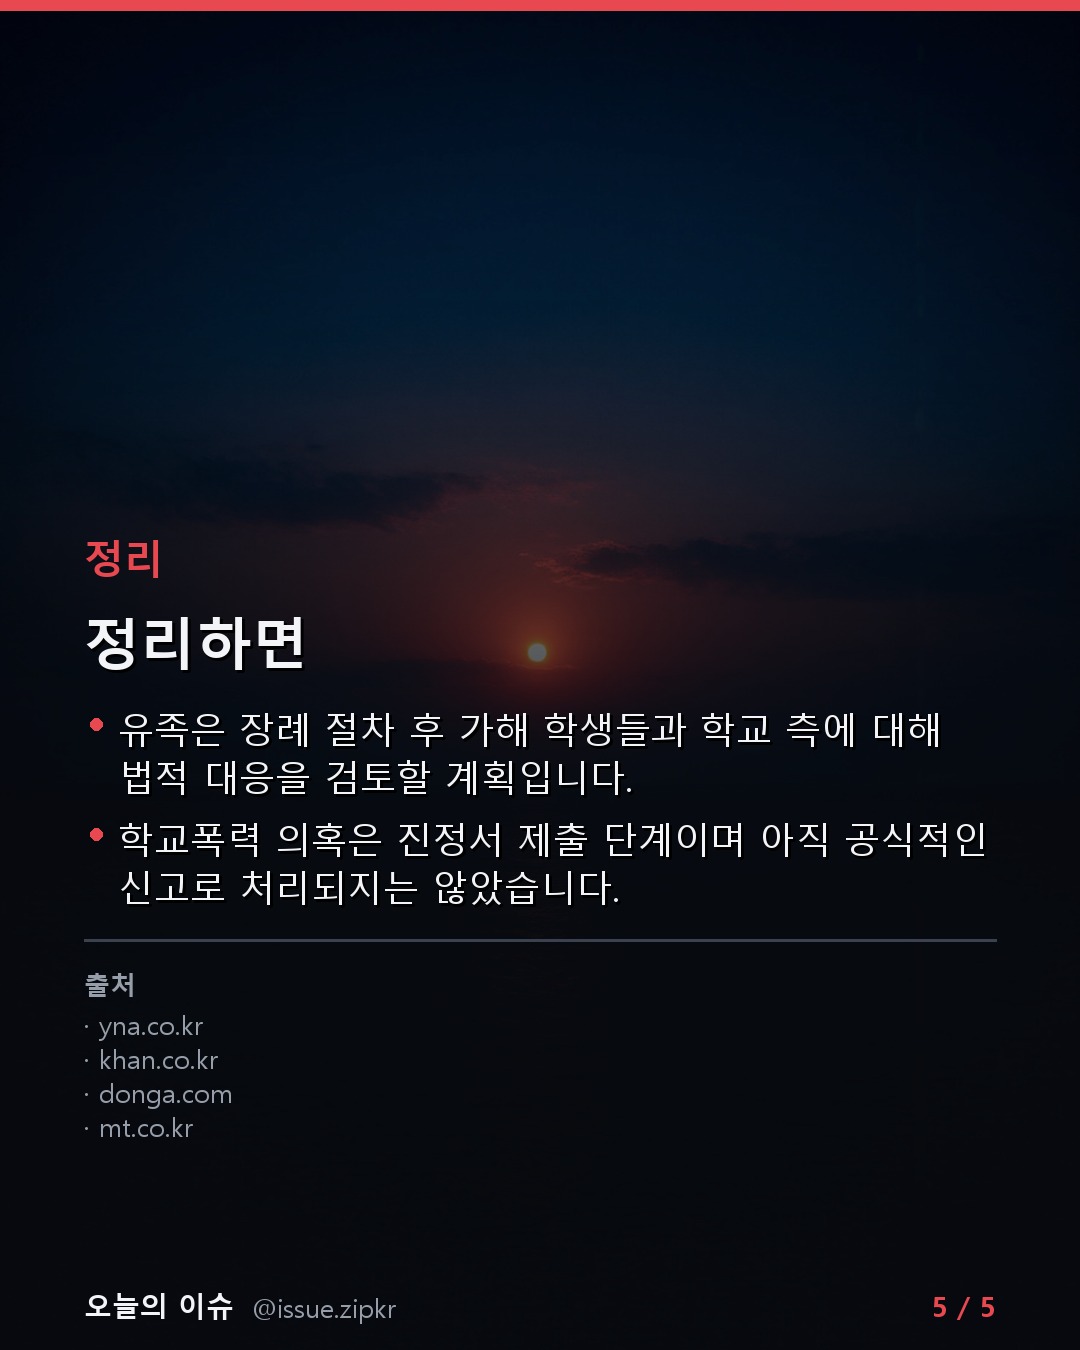 정리
정리하면
• 유족은 장례 절차 후 가해 학생들과 학교 측에 대해
법적 대응을 검토할 계획입니다.
• 학교폭력 의혹은 진정서 제출 단계이며 아직 공식적인
신고로 처리되지는 않았습니다.
출처
· yna.co.kr
· khan.co.kr
· donga.com
· mt.co.kr
오늘의 이슈 @issue.zipkr 5 / 5